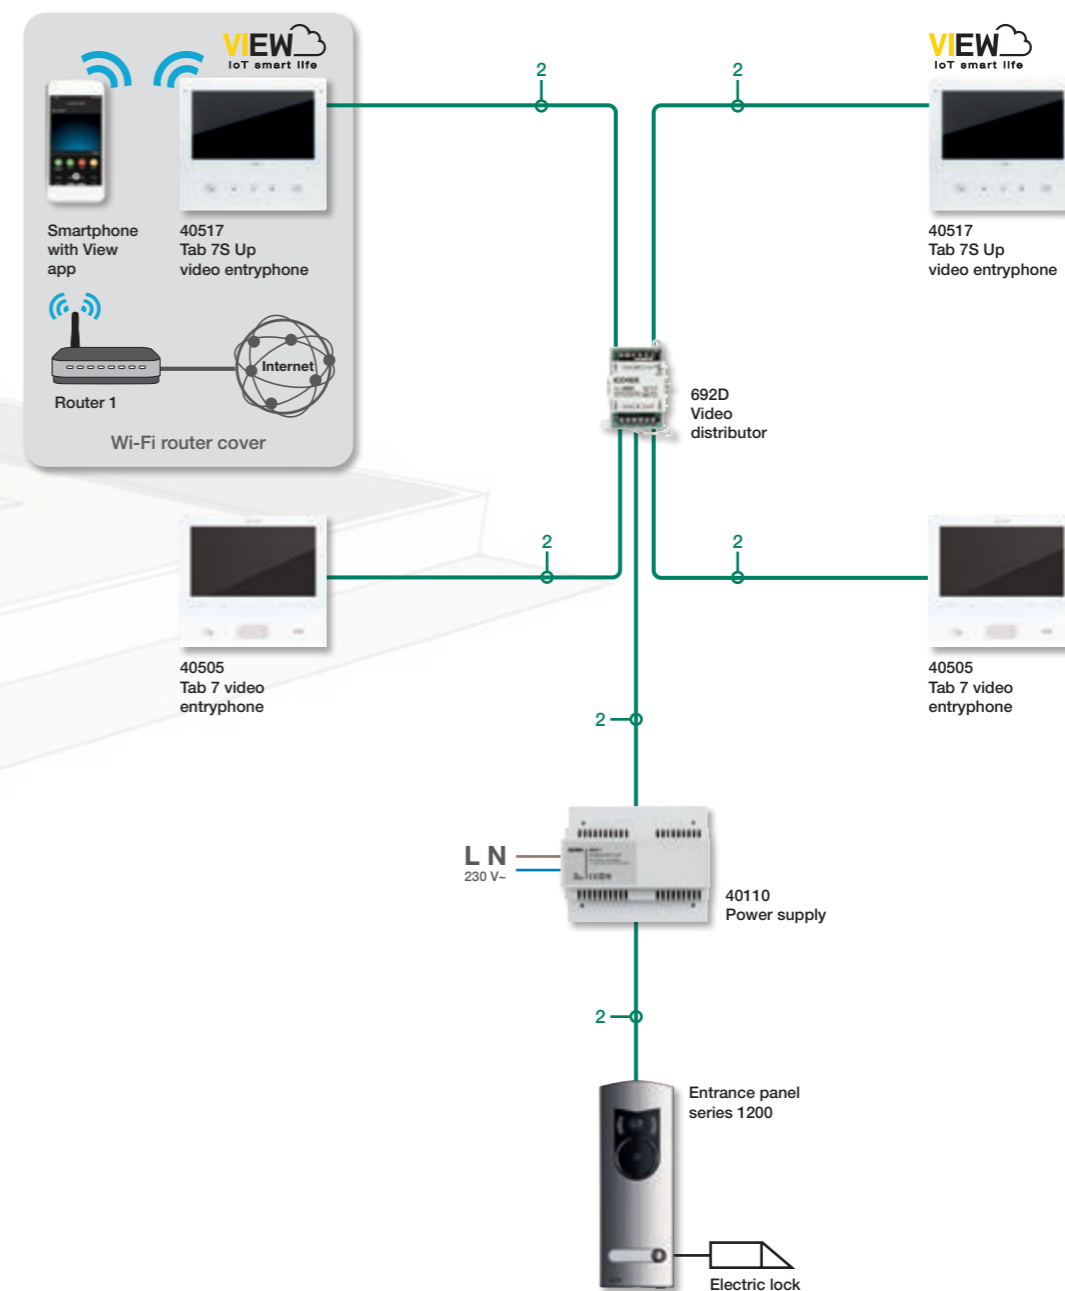 VIEW
IoT smart life
Smartphone
with View
app
40517
Tab 7S Up
video entryphone
Router 1
Internet
Wi-Fi router cover
2
2
VIEW
IoT smart life
40517
Tab 7S Up
video entryphone
692D
Video
distributor
2
2
40505
Tab 7 video
entryphone
40505
Tab 7 video
entryphone
2
L N
230 V~
40110
Power supply
2
Entrance panel
series 1200
Electric lock